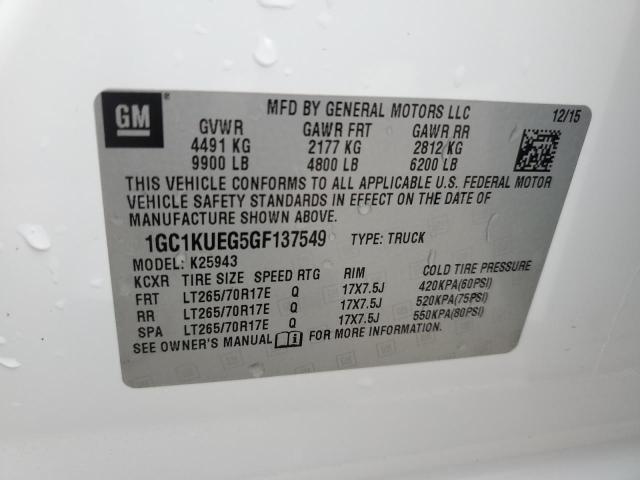 GM
MFD BY GENERAL MOTORS LLC 12/15
GVWR GAWR FRT GAWR RR
4491 KG 2177 KG 2812 KG
9900 LB 4800 LB 6200 LB
THIS VEHICLE CONFORMS TO ALL APPLICABLE U.S. FEDERAL MOTOR
VEHICLE SAFETY STANDARDS IN EFFECT ON THE DATE OF
MANUFACTURE SHOWN ABOVE.
1GC1KUEG5GF137549 TYPE: TRUCK
MODEL: K25943
KCXR TIRE SIZE SPEED RTG RIM COLD TIRE PRESSURE
FRT LT265/70R17E Q 17X7.5J 420KPA(60PSI)
RR LT265/70R17E Q 17X7.5J 520KPA(75PSI)
SPA LT265/70R17E Q 17X7.5J 550KPA(80PSI)
SEE OWNER'S MANUAL FOR MORE INFORMATION.